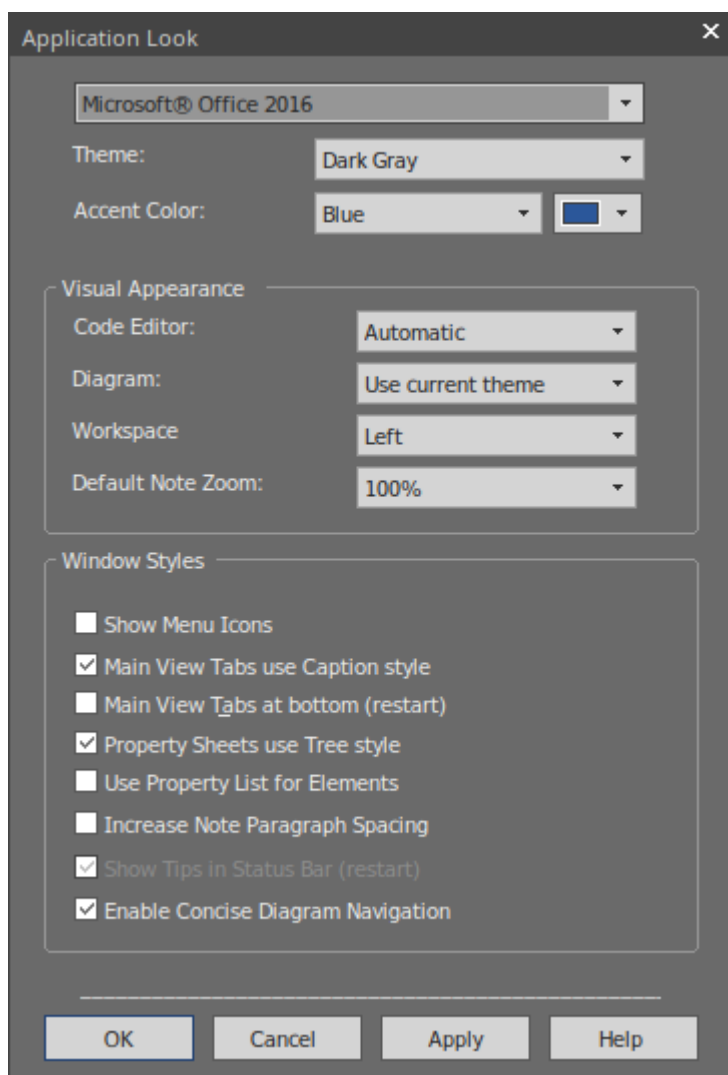 Application Look
Microsoft® Office 2016
Theme: Dark Gray
Accent Color: Blue
Visual Appearance
Code Editor: Automatic
Diagram: Use current theme
Workspace Left
Default Note Zoom: 100%
Window Styles
Show Menu Icons
Main View Tabs use Caption style
Main View Tabs at bottom (restart)
Property Sheets use Tree style
Use Property List for Elements
Increase Note Paragraph Spacing
Show Tips in Status Bar (restart)
Enable Concise Diagram Navigation
OK Cancel Apply Help